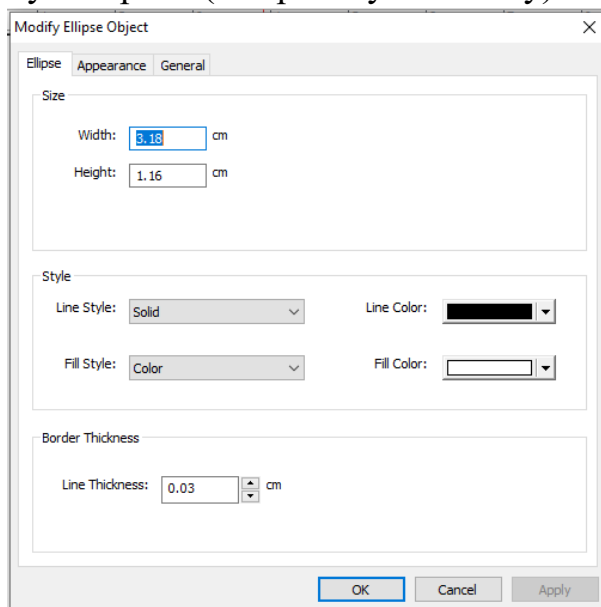 Modify Ellipse Object
Ellipse Appearance General
Size
Width: 3.18 cm
Height: 1.16 cm
Style
Line Style: Solid Line Color:
Fill Style: Color Fill Color:
Border Thickness
Line Thickness: 0.03 cm
OK Cancel Apply